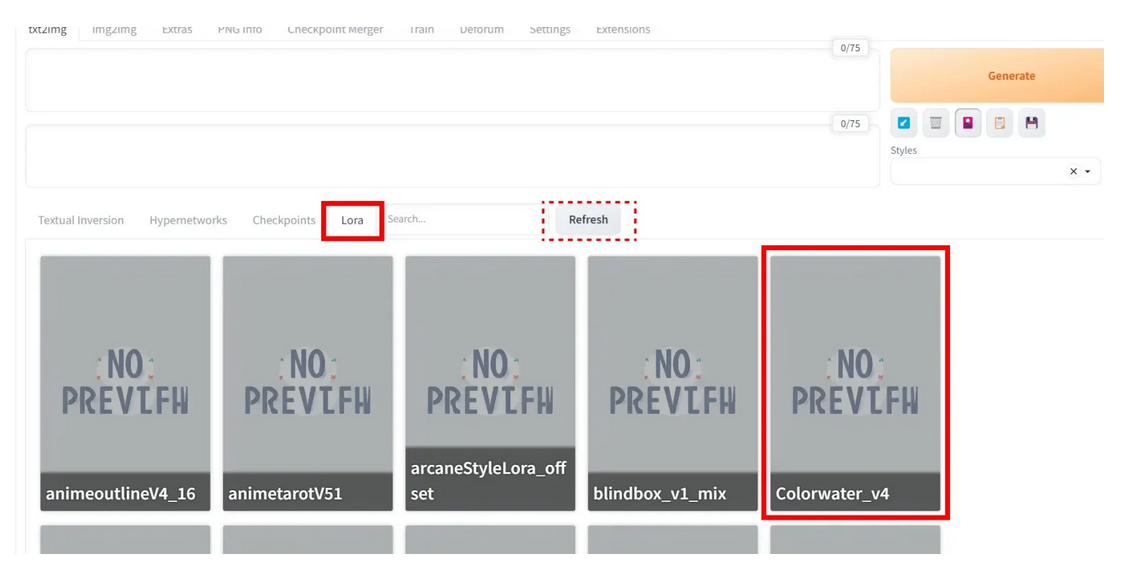 txt2img img2img Extras PNG Info Checkpoint Merger Train Deforum Settings Extensions
0/75
Generate
0/75
Styles
Textual Inversion Hypernetworks Checkpoints Lora Search... Refresh
NO NO NO NO NO
PREVIEW PREVIEW PREVIEW PREVIEW PREVIEW
animeoutlineV4_16 animetarotV51 arcaneStyleLora_off
set blindbox_v1_mix Colorwater_v4